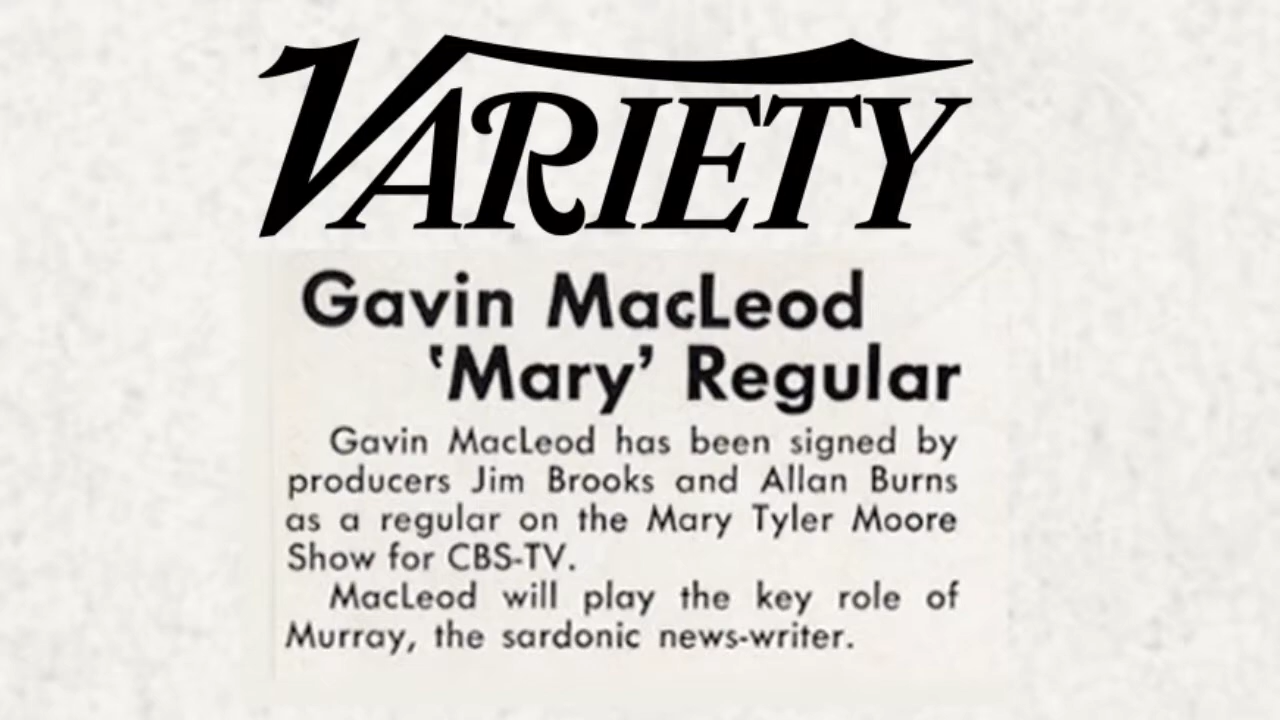 VARIETY
Gavin MacLeod
‛Mary’ Regular
Gavin MacLeod has been signed by
producers Jim Brooks and Allan Burns
as a regular on the Mary Tyler Moore
Show for CBS-TV.
MacLeod will play the key role of
Murray, the sardonic news-writer.